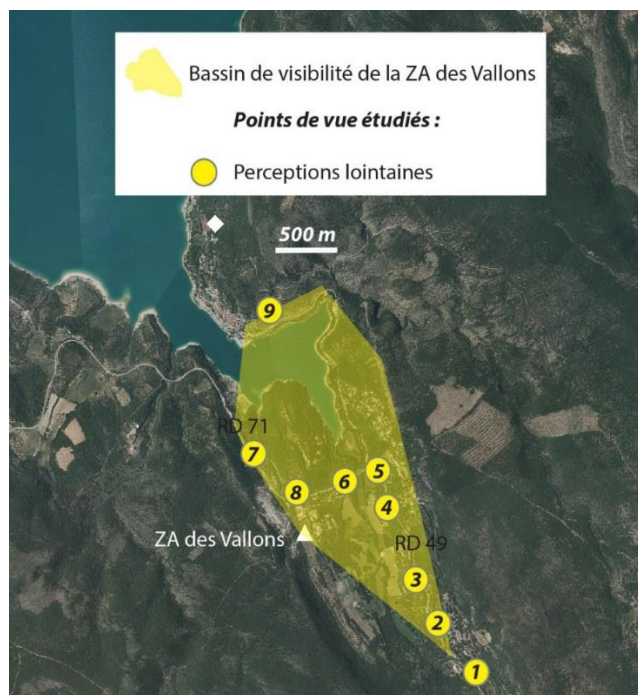 Bassin de visibilité de la ZA des Vallons
Points de vue étudiés :
Perceptions lointaines
500 m
9
RD 71
7
5
6
8
4
ZA des Vallons
RD 49
3
2
1